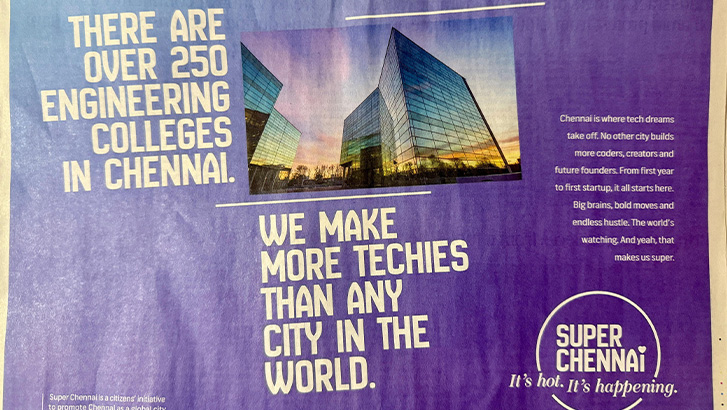 THERE ARE
OVER 250
ENGINEERING
COLLEGES
IN CHENNAI.
WE MAKE
MORE TECHIES
THAN ANY
CITY IN THE
WORLD.
Chennai is where tech dreams
take off. No other city builds
more coders, creators and
future founders. From first year
to first startup, it all starts here.
Big brains, bold moves and
endless hustle. The world's
watching. And yeah, that
makes us super.
SUPER
CHENNAI
It's hot. It's happening.
Super Chennai is a citizens' initiative
to promote Chennai as a global city